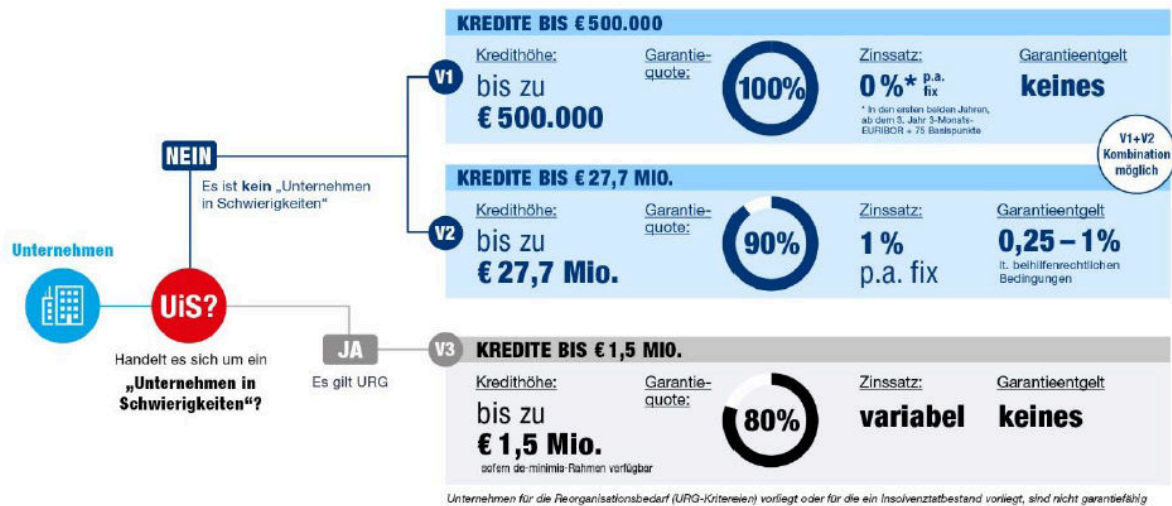 Unternehmen
UiS?
Handelt es sich um ein
„Unternehmen in
Schwierigkeiten“?
NEIN
Es ist kein „Unternehmen
in Schwierigkeiten“
V1
KREDITE BIS € 500.000
Kredithöhe:
bis zu
€ 500.000
Garantie-
quote:
100%
Zinssatz:
0 %* p.a.
fix
* In den ersten beiden Jahren,
ab dem 3. Jahr 3-Monats-
EURIBOR + 75 Basispunkte
Garantieentgelt
keines
V1+V2
Kombination
möglich
V2
KREDITE BIS € 27,7 MIO.
Kredithöhe:
bis zu
€ 27,7 Mio.
Garantie-
quote:
90%
Zinssatz:
1 %
p.a. fix
Garantieentgelt
0,25 – 1%
lt. beihilfenrechtlichen
Bedingungen
JA
Es gilt URG
V3
KREDITE BIS € 1,5 MIO.
Kredithöhe:
bis zu
€ 1,5 Mio.
sofern de-minimis-Rahmen verfügbar
Garantie-
quote:
80%
Zinssatz:
variabel
Garantieentgelt
keines
Unternehmen für die Reorganisationsbedarf (URG-Kritereien) vorliegt oder für die ein Insolvenztatbestand vorliegt, sind nicht garantiefähig